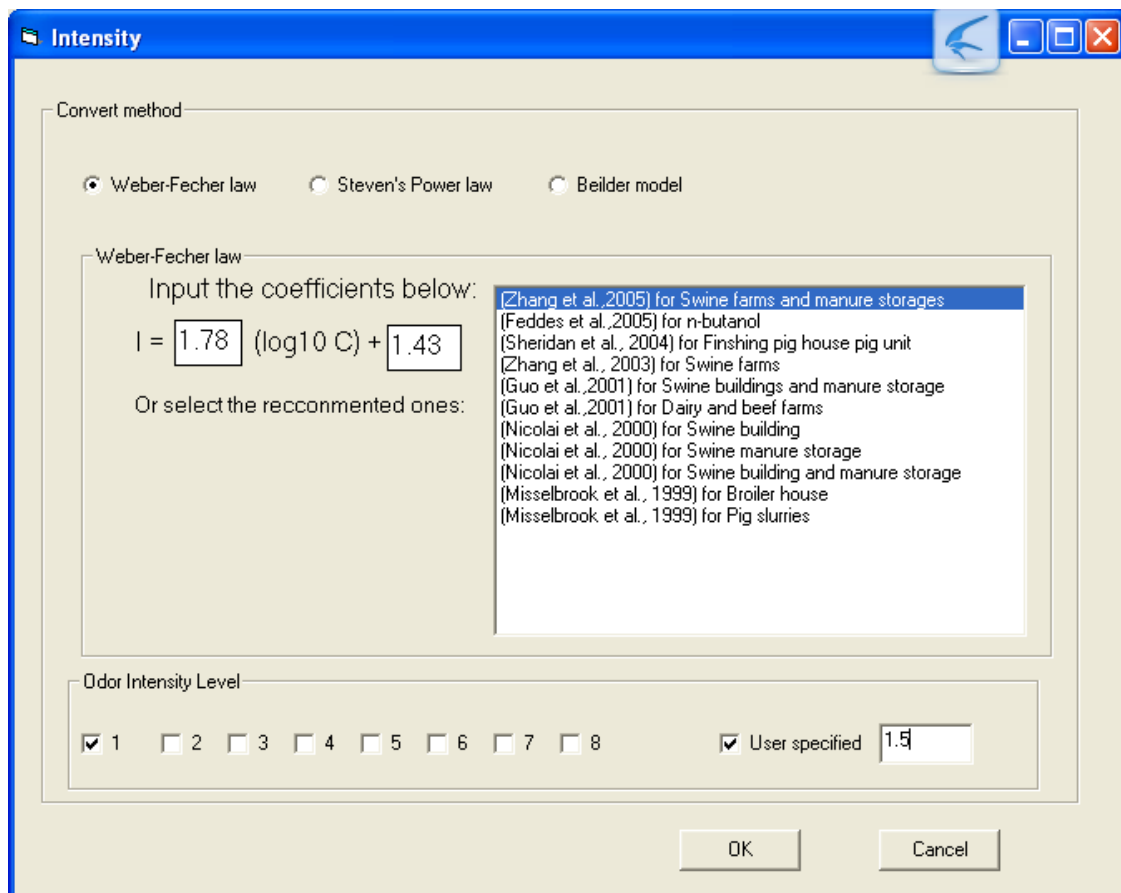 Intensity
Convert method
Weber-Fecher law Steven's Power law Beilder model
Weber-Fecher law
Input the coefficients below:
I = 1.78 (log10 C) + 1.43
Or select the recconmented ones:
(Zhang et al.,2005) for Swine farms and manure storages
(Feddes et al.,2005) for n-butanol
(Sheridan et al., 2004) for Finshing pig house pig unit
(Zhang et al., 2003) for Swine farms
(Guo et al.,2001) for Swine buildings and manure storage
(Guo et al.,2001) for Dairy and beef farms
(Nicolai et al., 2000) for Swine building
(Nicolai et al., 2000) for Swine manure storage
(Nicolai et al., 2000) for Swine building and manure storage
(Misselbrook et al., 1999) for Broiler house
(Misselbrook et al., 1999) for Pig slurries
Odor Intensity Level
1 2 3 4 5 6 7 8 User specified 1.5
OK Cancel